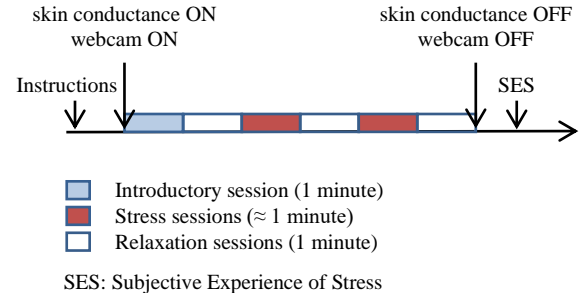 skin conductance ON
webcam ON
skin conductance OFF
webcam OFF
Instructions
SES
Introductory session (1 minute)
Stress sessions (≈ 1 minute)
Relaxation sessions (1 minute)
SES: Subjective Experience of Stress